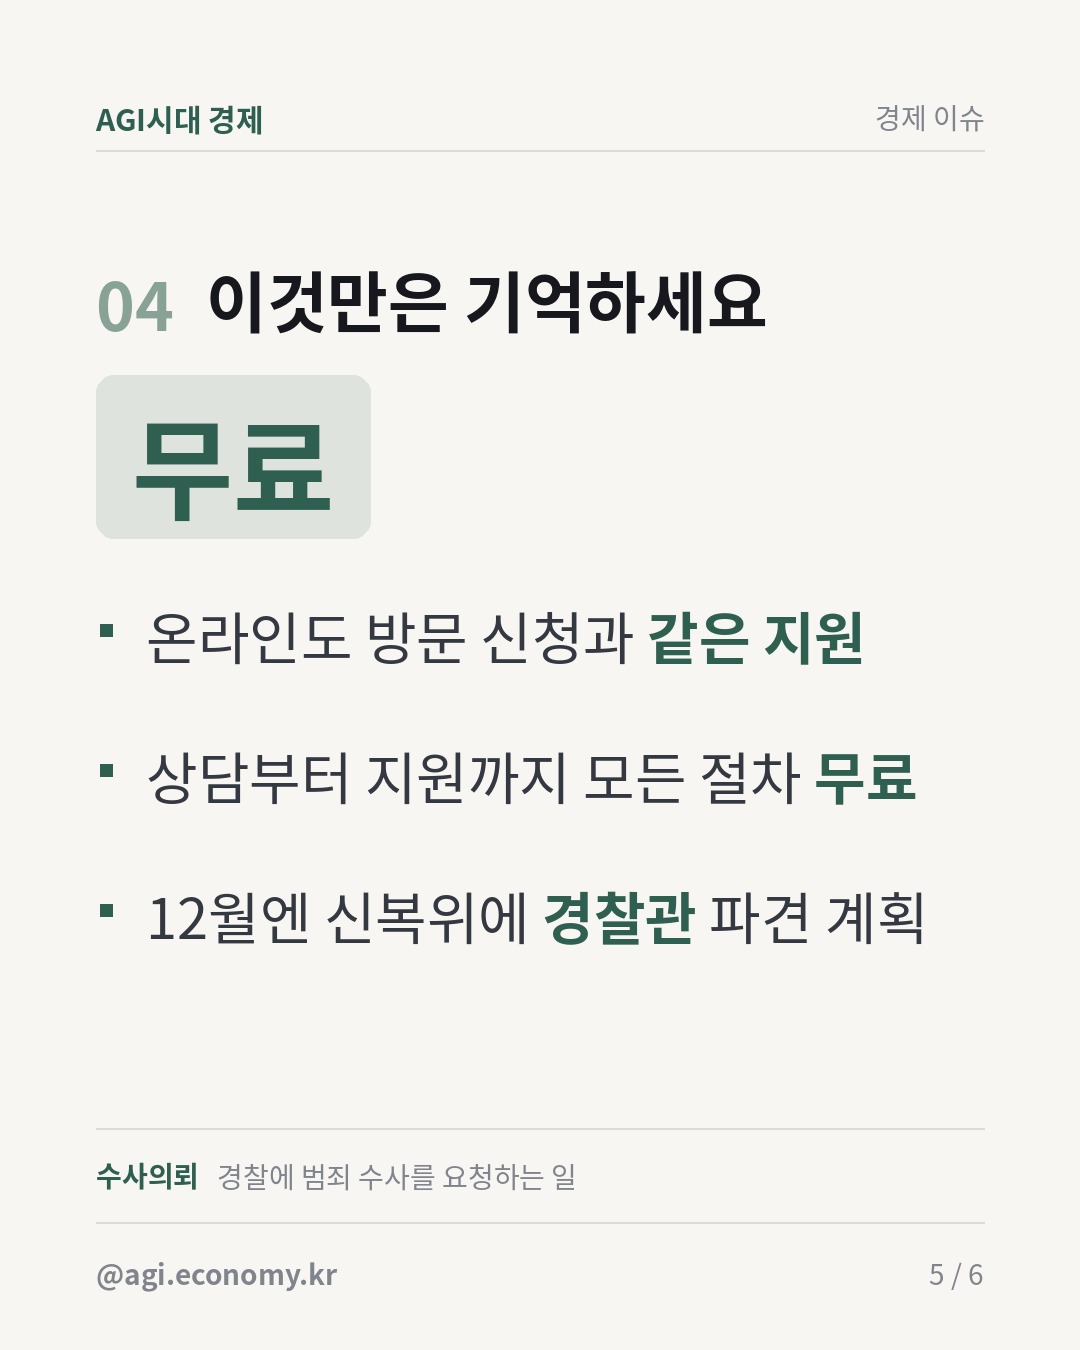 AGI시대 경제
경제 이슈
04 이것만은 기억하세요
무료
▪ 온라인도 방문 신청과 같은 지원
▪ 상담부터 지원까지 모든 절차 무료
▪ 12월엔 신복위에 경찰관 파견 계획
수사의뢰 경찰에 범죄 수사를 요청하는 일
@agi.economy.kr
5 / 6